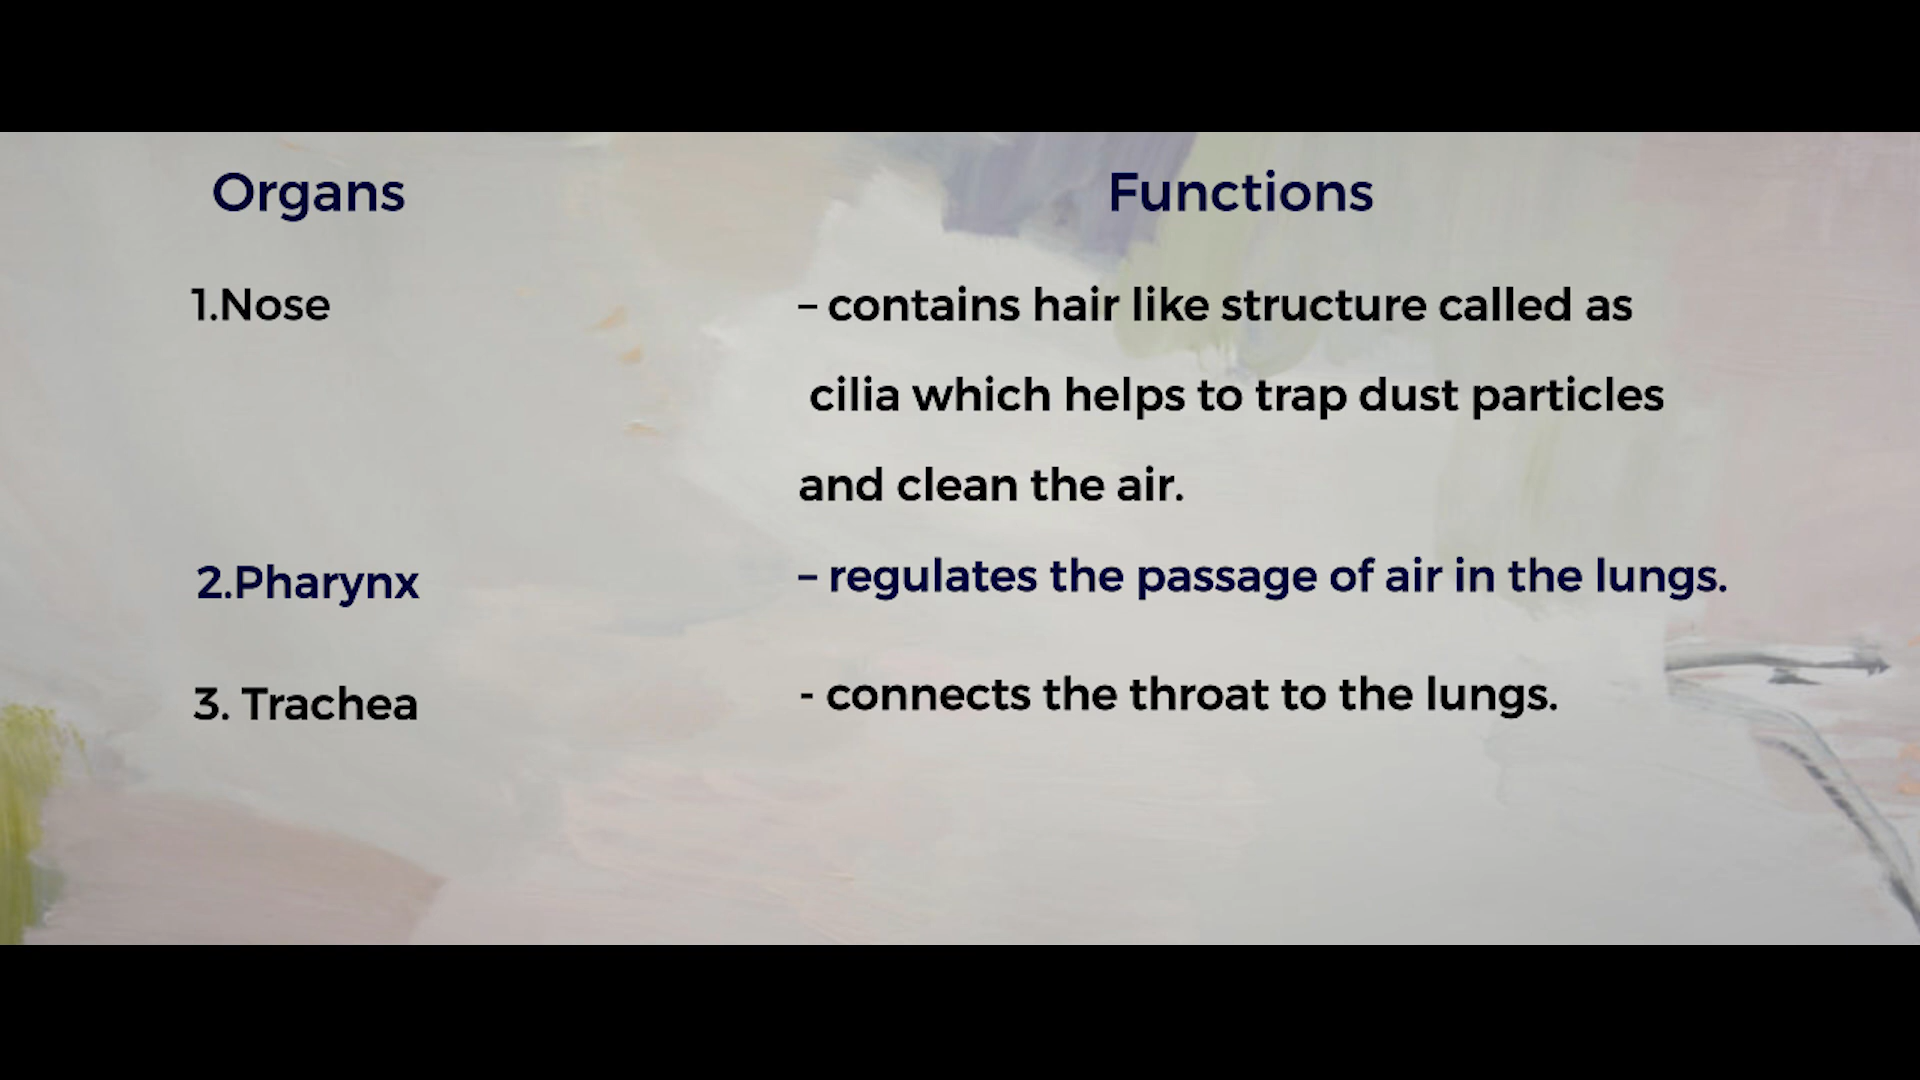 Organs Functions
1.Nose – contains hair like structure called as
cilia which helps to trap dust particles
and clean the air.
2.Pharynx – regulates the passage of air in the lungs.
3. Trachea - connects the throat to the lungs.